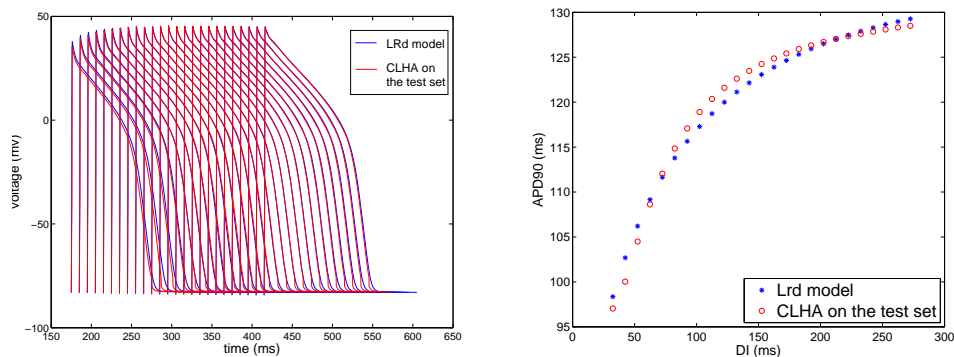 50
0
−50
−100
150 200 250 300 350 400 450 500 550 600 650
voltage (mv)
time (ms)
LRd model
CLHA on
the test set
130
125
120
115
110
105
100
95
0 50 100 150 200 250 300
APD90 (ms)
DI (ms)
Lrd model
CLHA on the test set